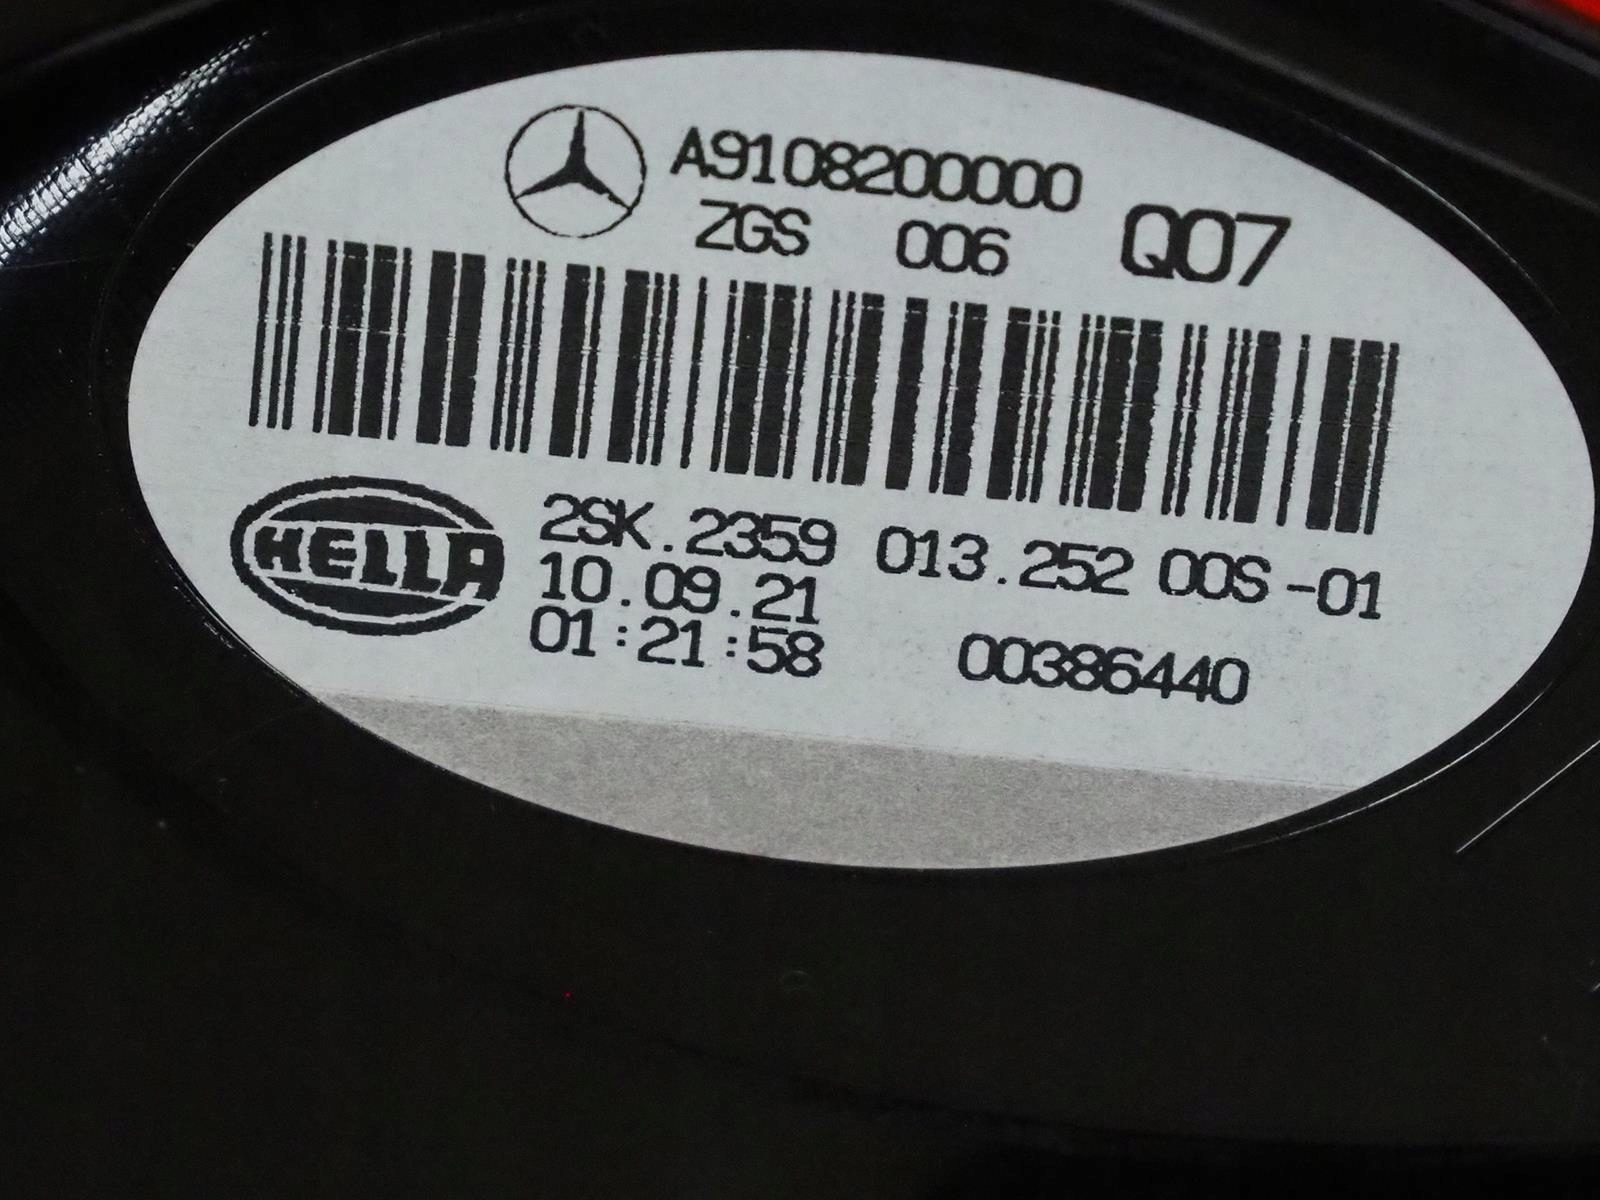 A9108200000
ZGS 006 Q07
HELLA
2SK.2359 013.252 00S-01
10.09.21
01:21:58 00386440